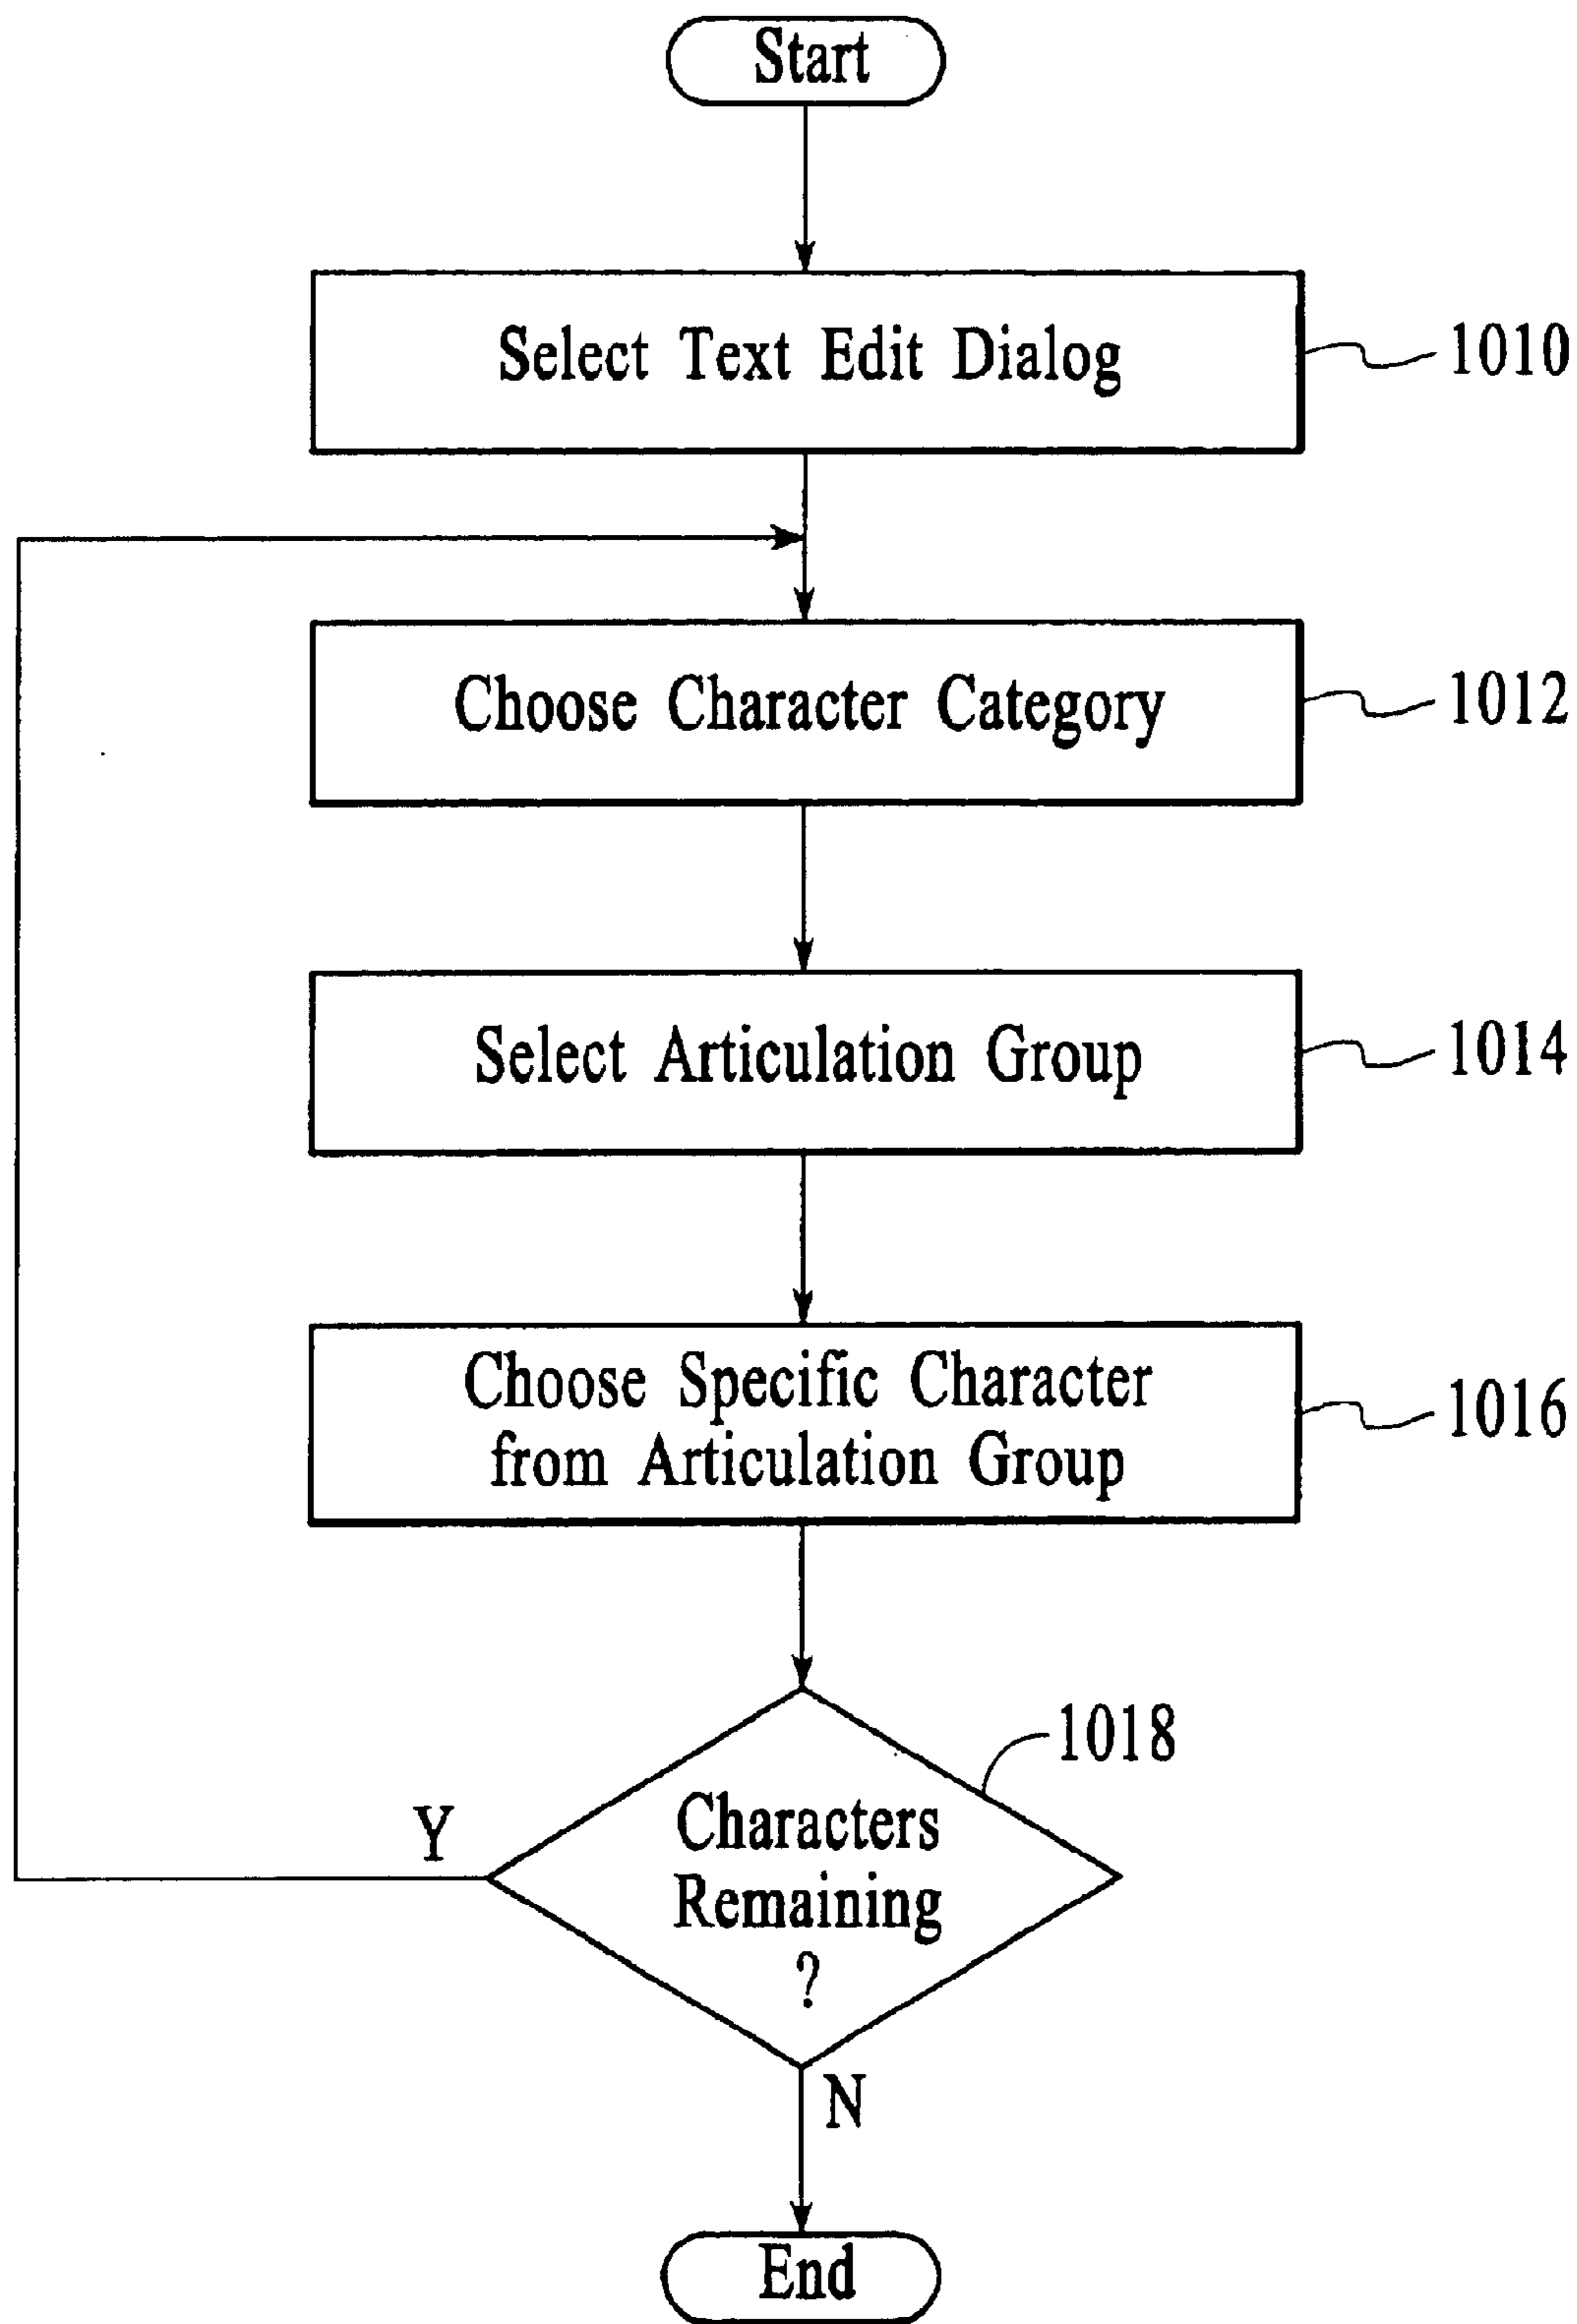 Start
Select Text Edit Dialog
1010
Choose Character Category
1012
Select Articulation Group
1014
Choose Specific Character
from Articulation Group
1016
1018
Characters
Remaining
?
Y
N
End